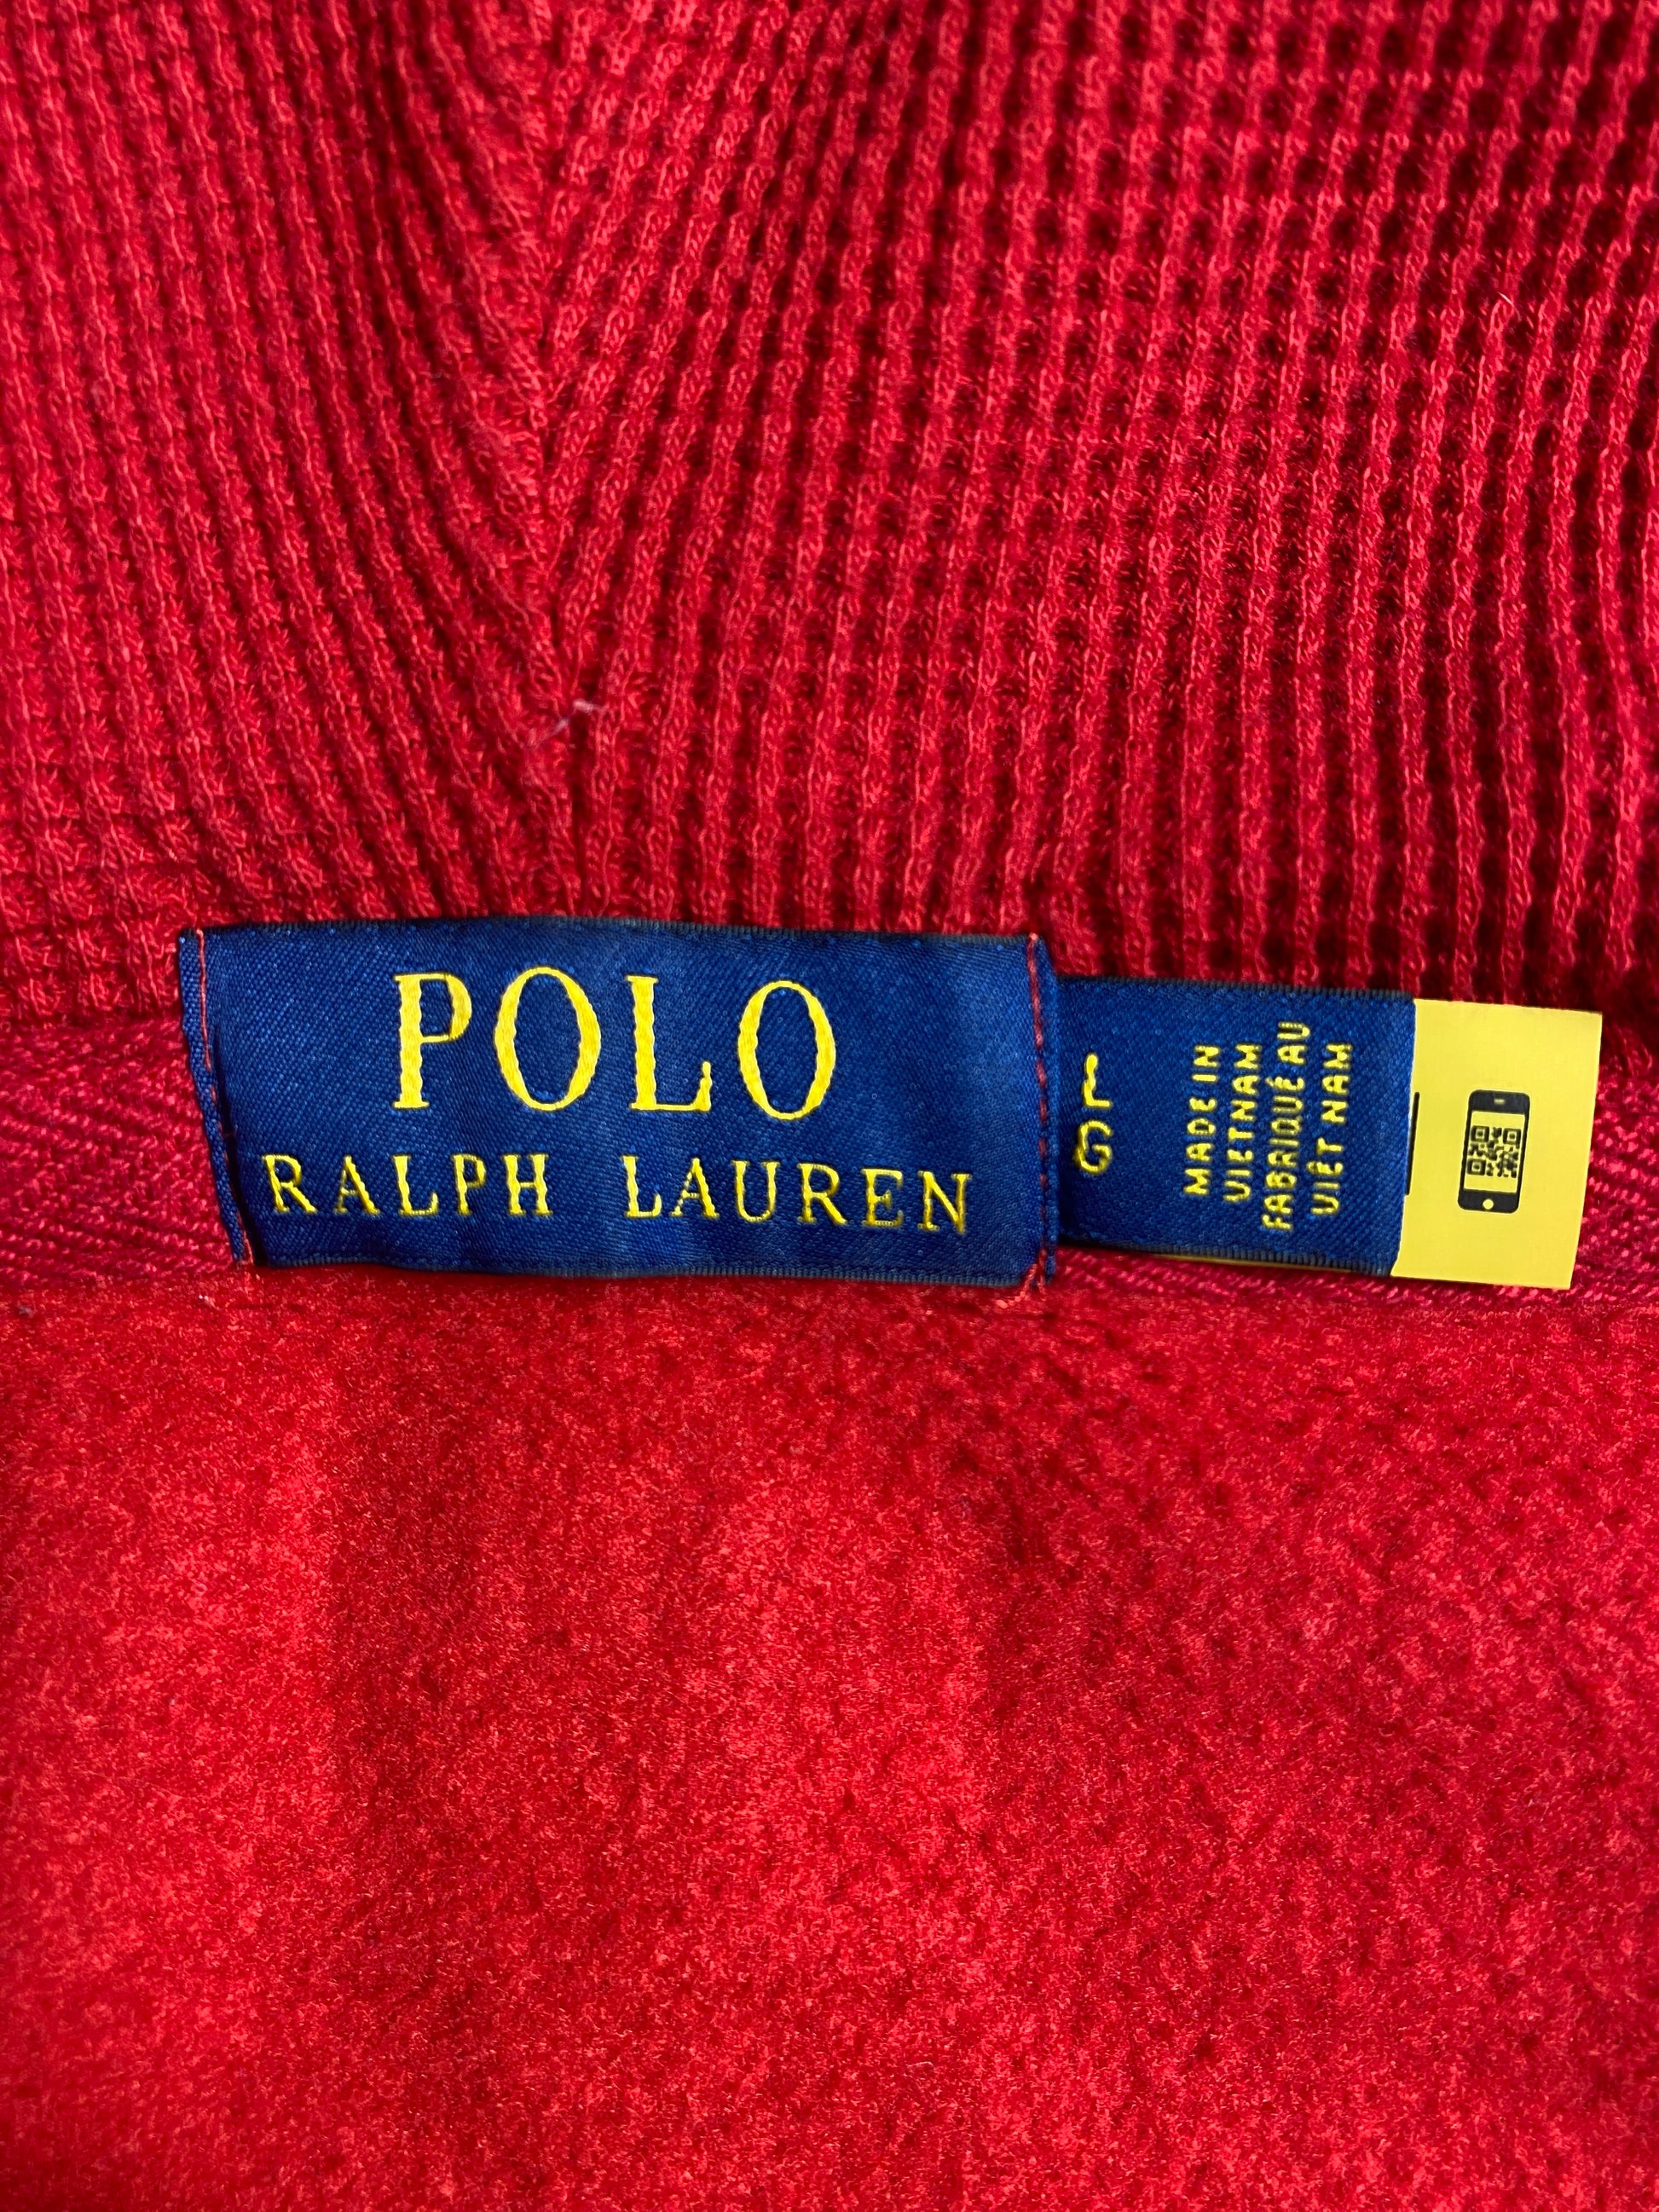 POLO
RALPH LAUREN
L
G
MADE IN
VIETNAM
FABRIQUÉ AU
VIÊT NAM